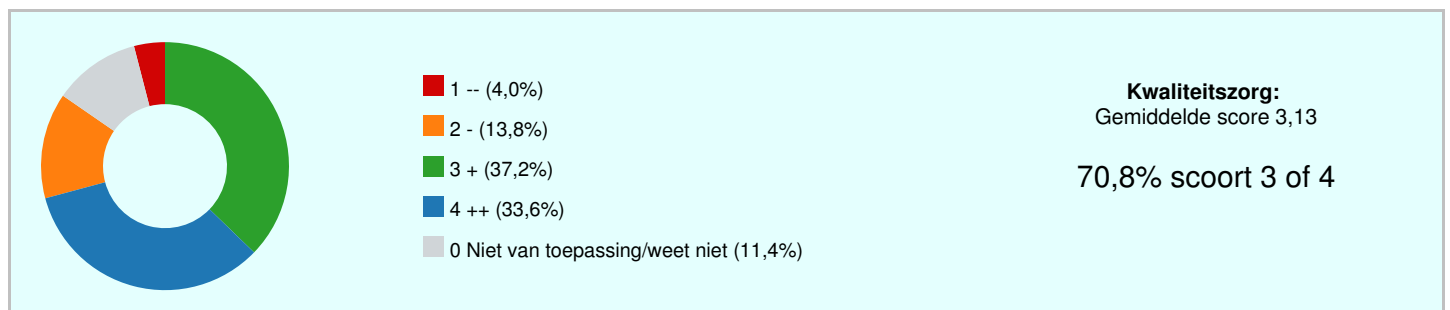 1 -- (4,0%)
2 - (13,8%)
3 + (37,2%)
4 ++ (33,6%)
0 Niet van toepassing/weet niet (11,4%)
Kwaliteitszorg:
Gemiddelde score 3,13
70,8% scoort 3 of 4